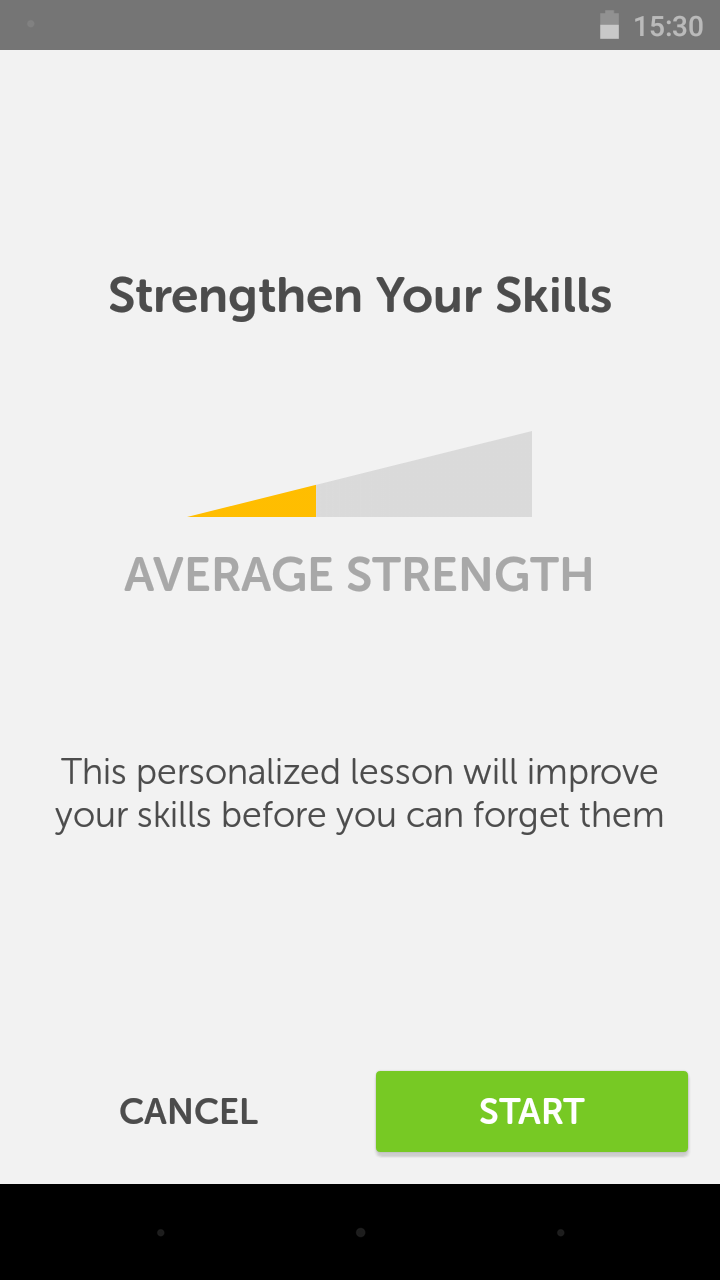 15:30
Strengthen Your Skills
AVERAGE STRENGTH
This personalized lesson will improve
your skills before you can forget them
CANCEL
START